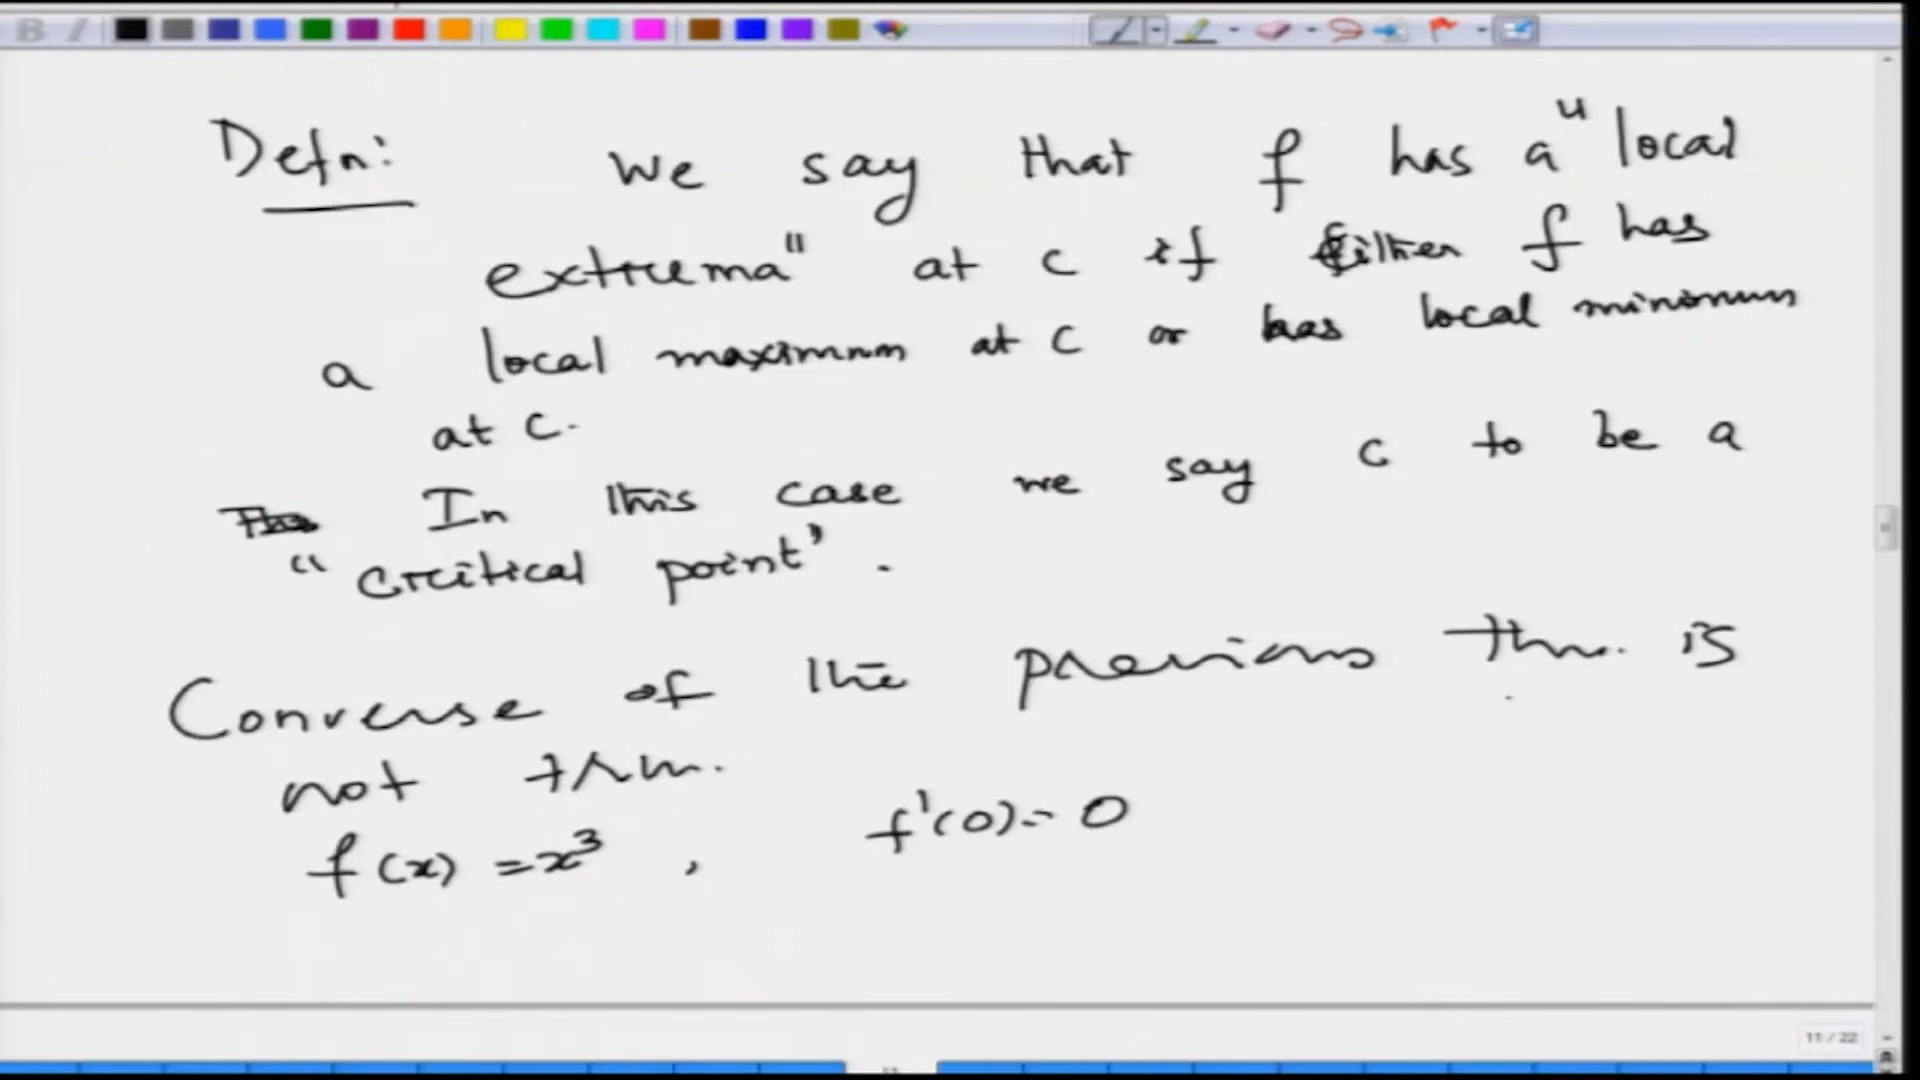 Defn: We say that f has a "local
extrema" at c if either f has
a local maximum at c or has local minimum
at c.
In this case we say c to be a
"critical point".
Converse of the previous thm. is
not true.
f(x) = x³, f'(0) = 0
11 / 22